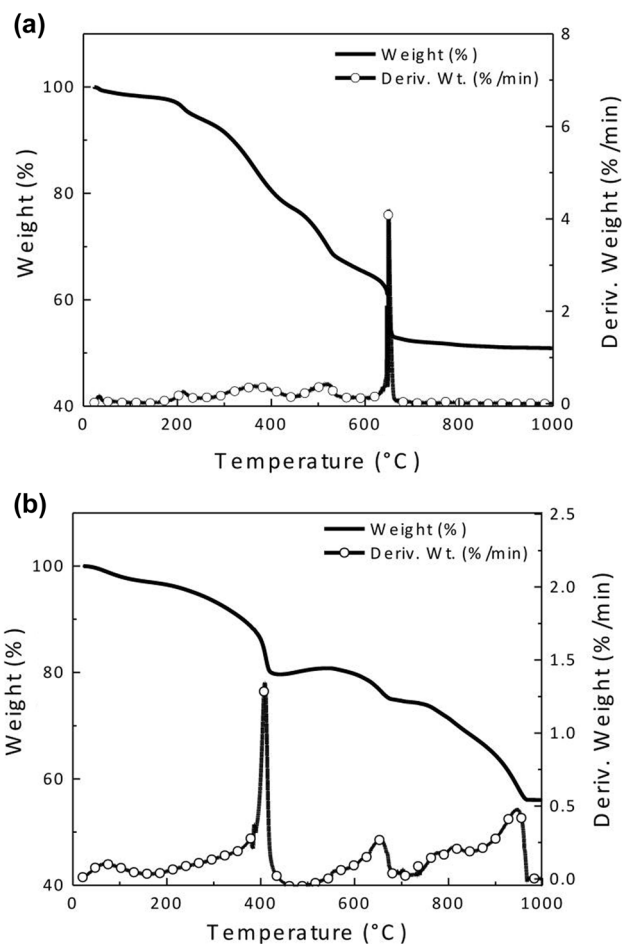 (a)
Weight (%)
Deriv. Wt. (%/min)
100
80
60
40
8
6
4
2
0
0 200 400 600 800 1000
Weight (%)
Deriv. Weight (%/min)
Temperature (°C)
(b)
Weight (%)
Deriv. Wt. (%/min)
100
80
60
40
2.5
2.0
1.5
1.0
0.5
0.0
0 200 400 600 800 1000
Weight (%)
Deriv. Weight (%/min)
Temperature (°C)